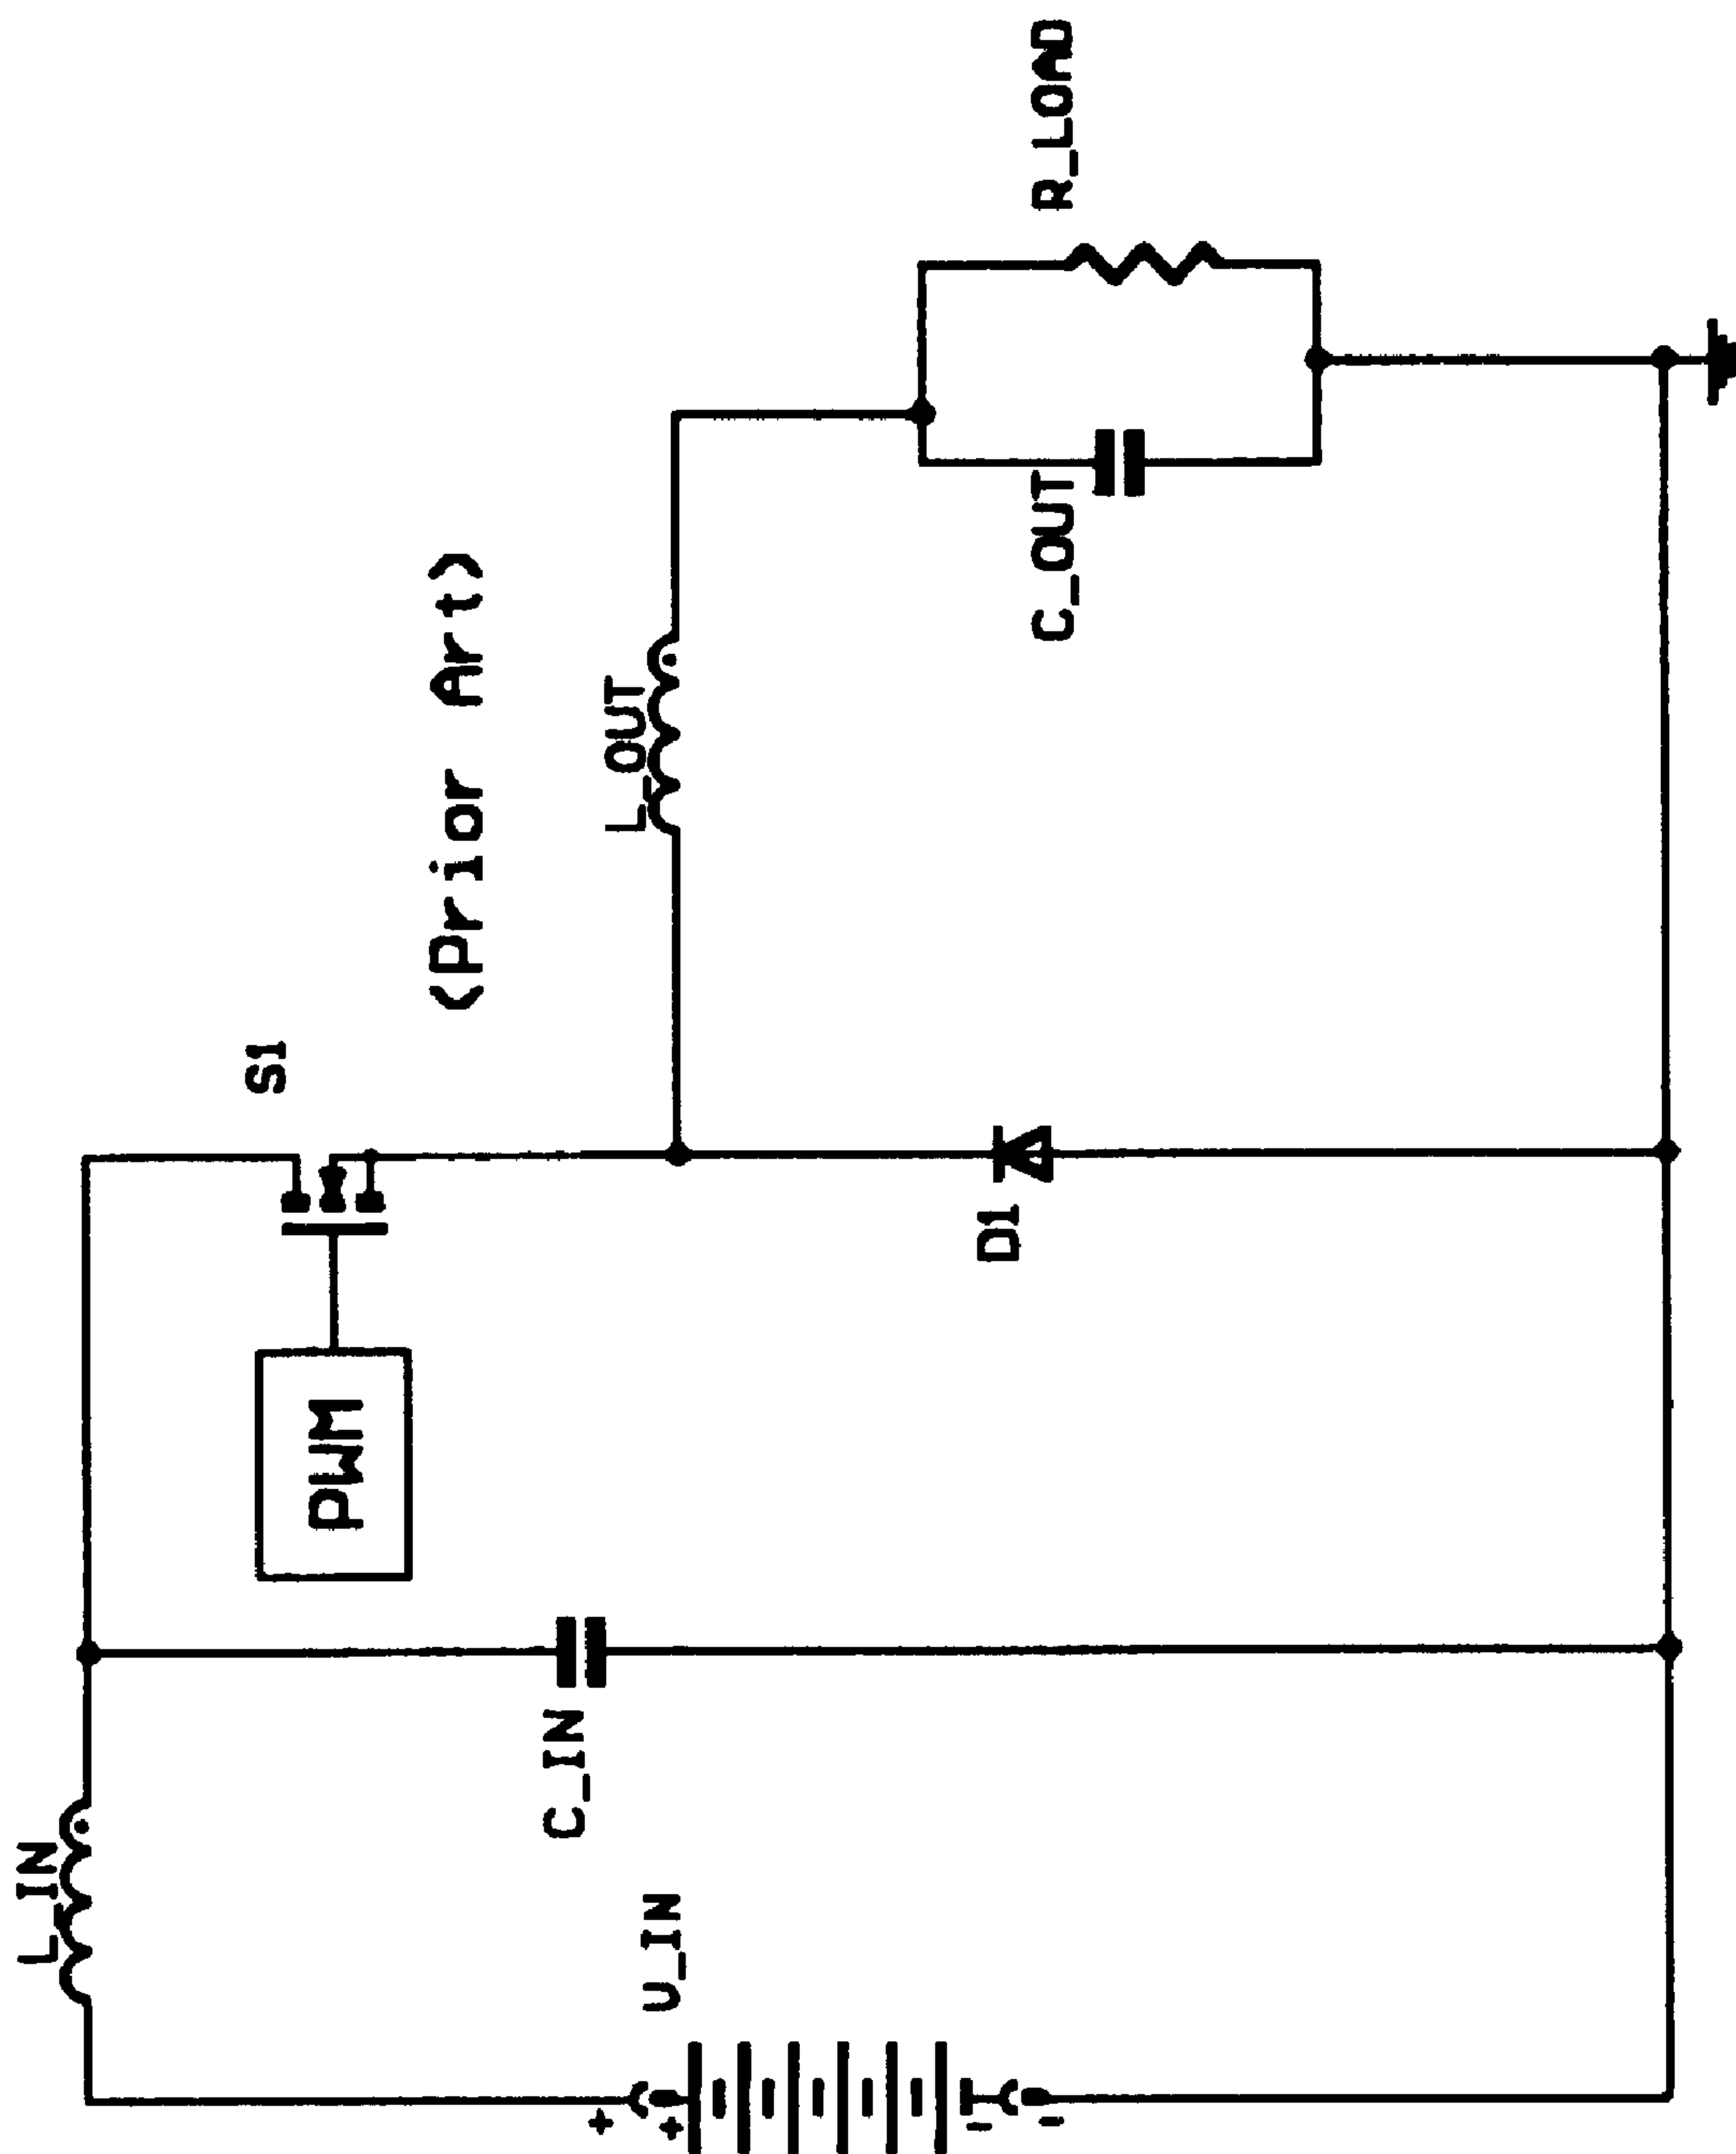 L_IN
S1
PWM
(Prior Art)
C_IN
L_OUT
+
U_IN
+
D1
-
-
C_OUT
R_LOAD